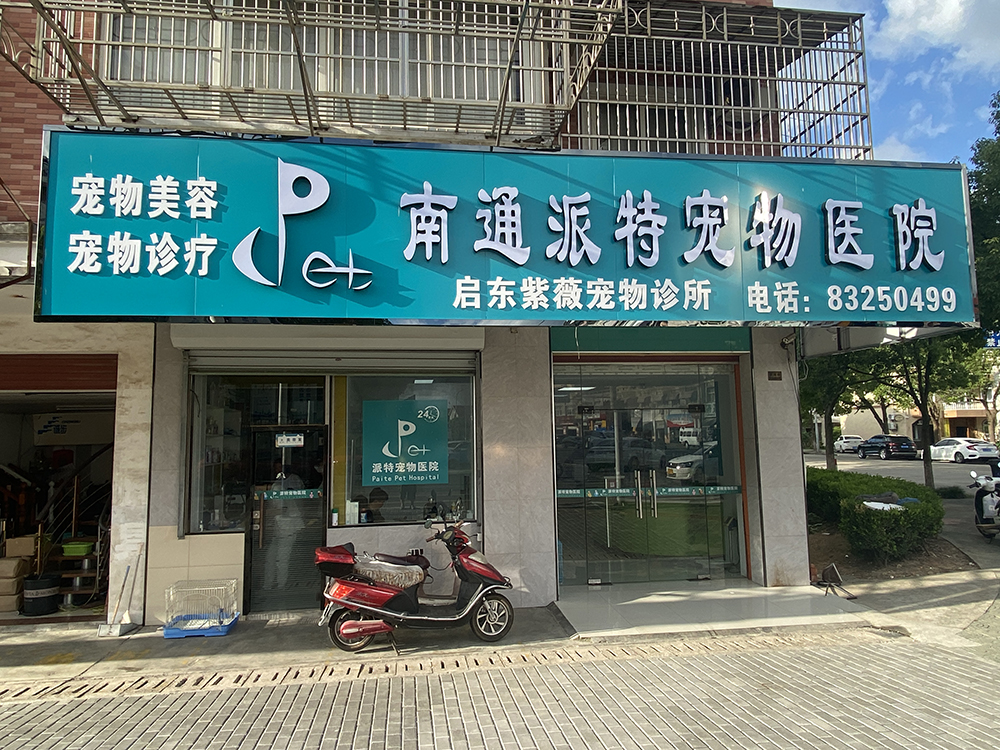 宠物美容
宠物诊疗
Pet
南通派特宠物医院
启东紫薇宠物诊所 电话：83250499
24
Pet
派特宠物医院
Paite Pet Hospital